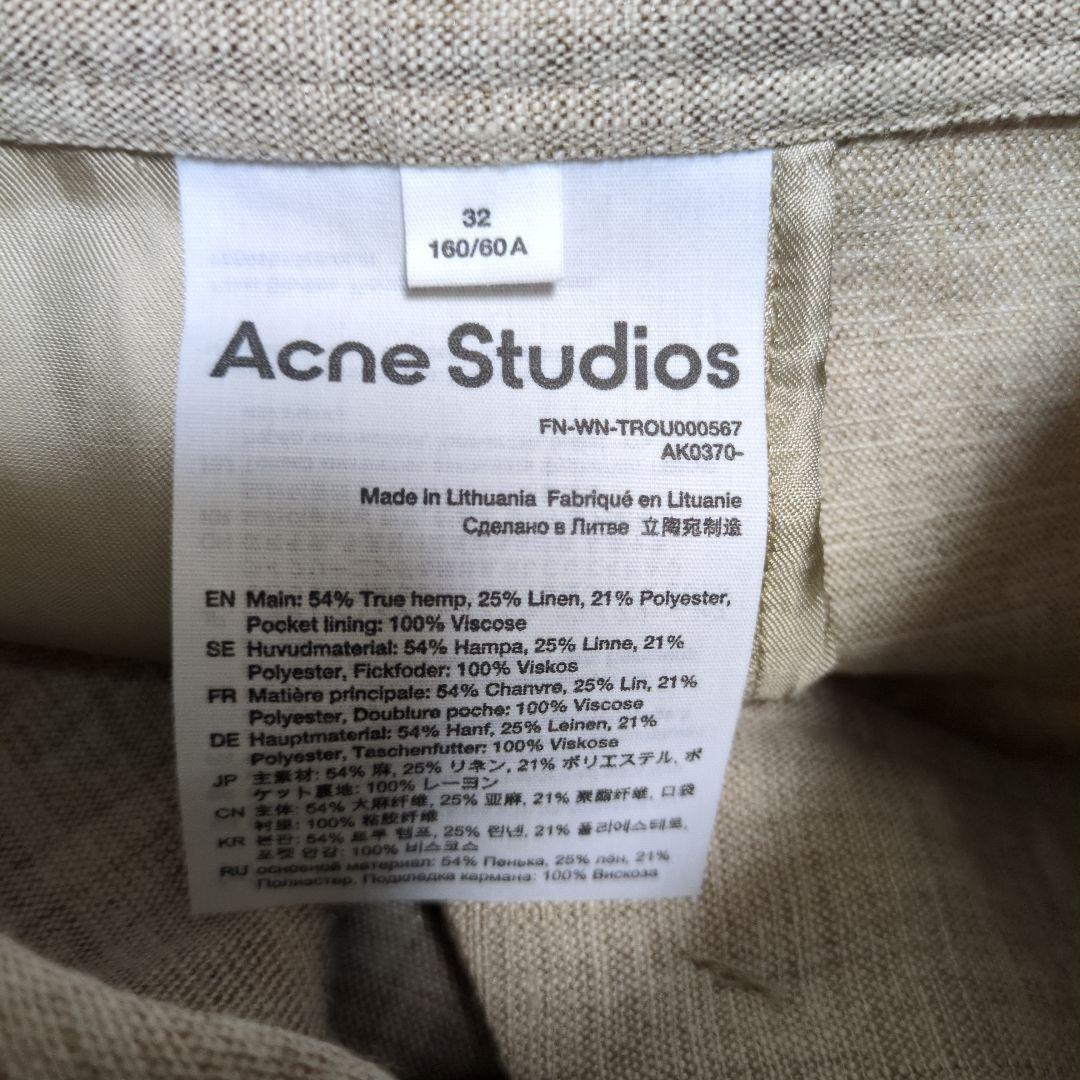 32
160/60A
Acne Studios
FN-WN-TROU000567
AK0370-
Made in Lithuania Fabriqué en Lituanie
Сделано в Литве 立陶宛制造
EN Main: 54% True hemp, 25% Linen, 21% Polyester,
Pocket lining: 100% Viscose
SE Huvudmaterial: 54% Hampa, 25% Linne, 21%
Polyester, Fickfoder: 100% Viskos
FR Matière principale: 54% Chanvre, 25% Lin, 21%
Polyester, Doublure poche: 100% Viscose
DE Hauptmaterial: 54% Hanf, 25% Leinen, 21%
Polyester, Taschenfutter: 100% Viskose
JP 主素材: 54% 麻, 25% リネン, 21% ポリエステル, ポ
ケット裏地: 100% レーヨン
CN 主体: 54% 大麻纤维, 25% 亚麻, 21% 聚酯纤维, 口袋
衬里: 100% 粘胶纤维
KR 본판: 54% 트루 헴프, 25% 린넨, 21% 폴리에스테르,
포켓 안감: 100% 비스코스
RU основной материал: 54% Пенька, 25% лён, 21%
Полиэстер, Подкладка кармана: 100% Вискоза